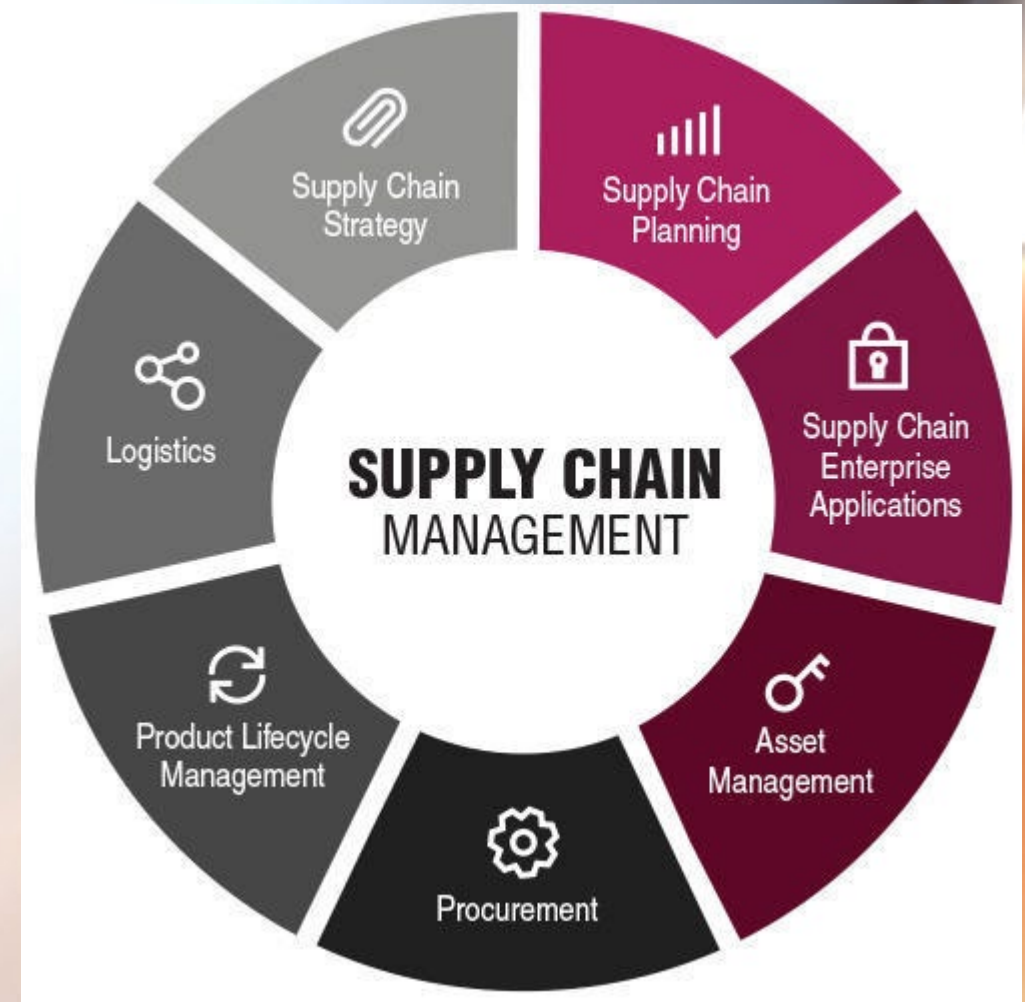 Supply Chain
Strategy
Supply Chain
Planning
Supply Chain
Enterprise
Applications
Asset
Management
Procurement
Product Lifecycle
Management
Logistics
SUPPLY CHAIN
MANAGEMENT